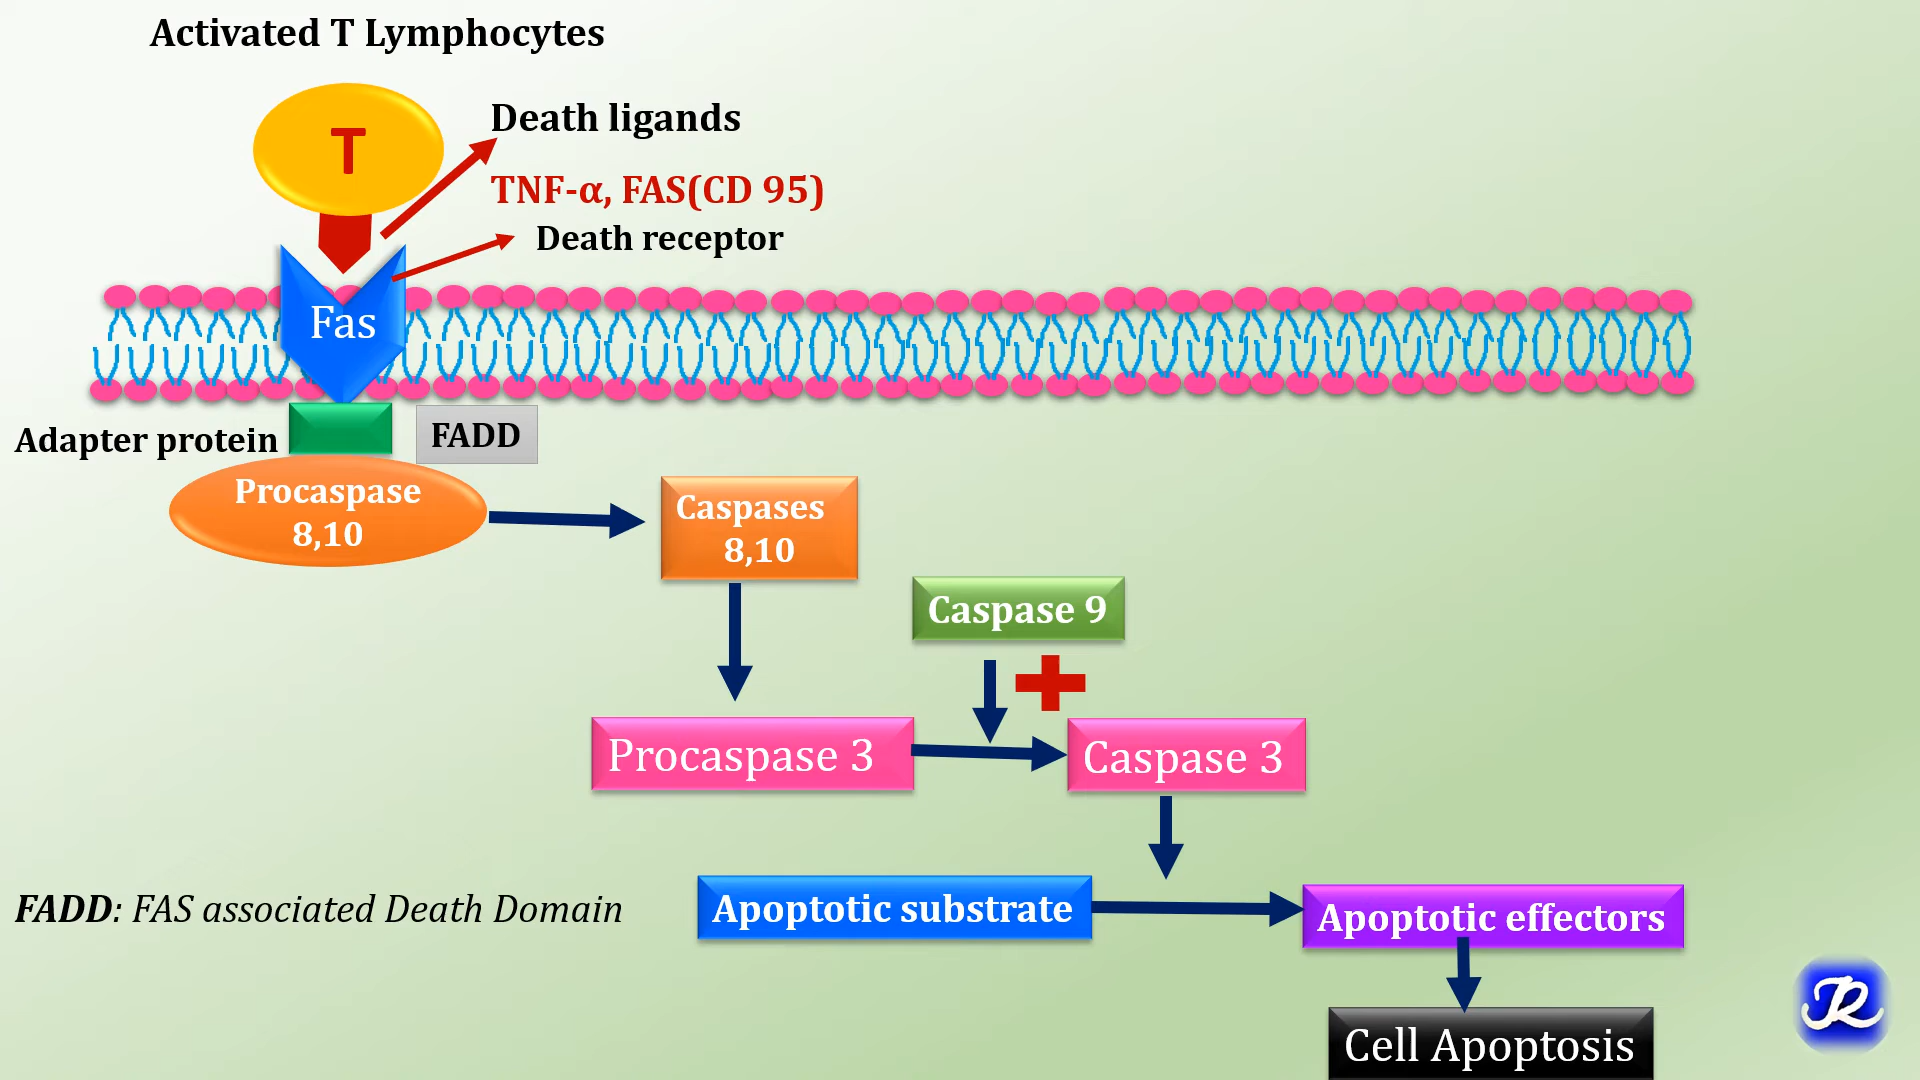 Activated T Lymphocytes
T
Death ligands
TNF-α, FAS(CD 95)
Death receptor
Fas
Adapter protein
FADD
Procaspase
8,10
Caspases
8,10
Caspase 9
Procaspase 3
Caspase 3
FADD: FAS associated Death Domain
Apoptotic substrate
Apoptotic effectors
Cell Apoptosis
JR